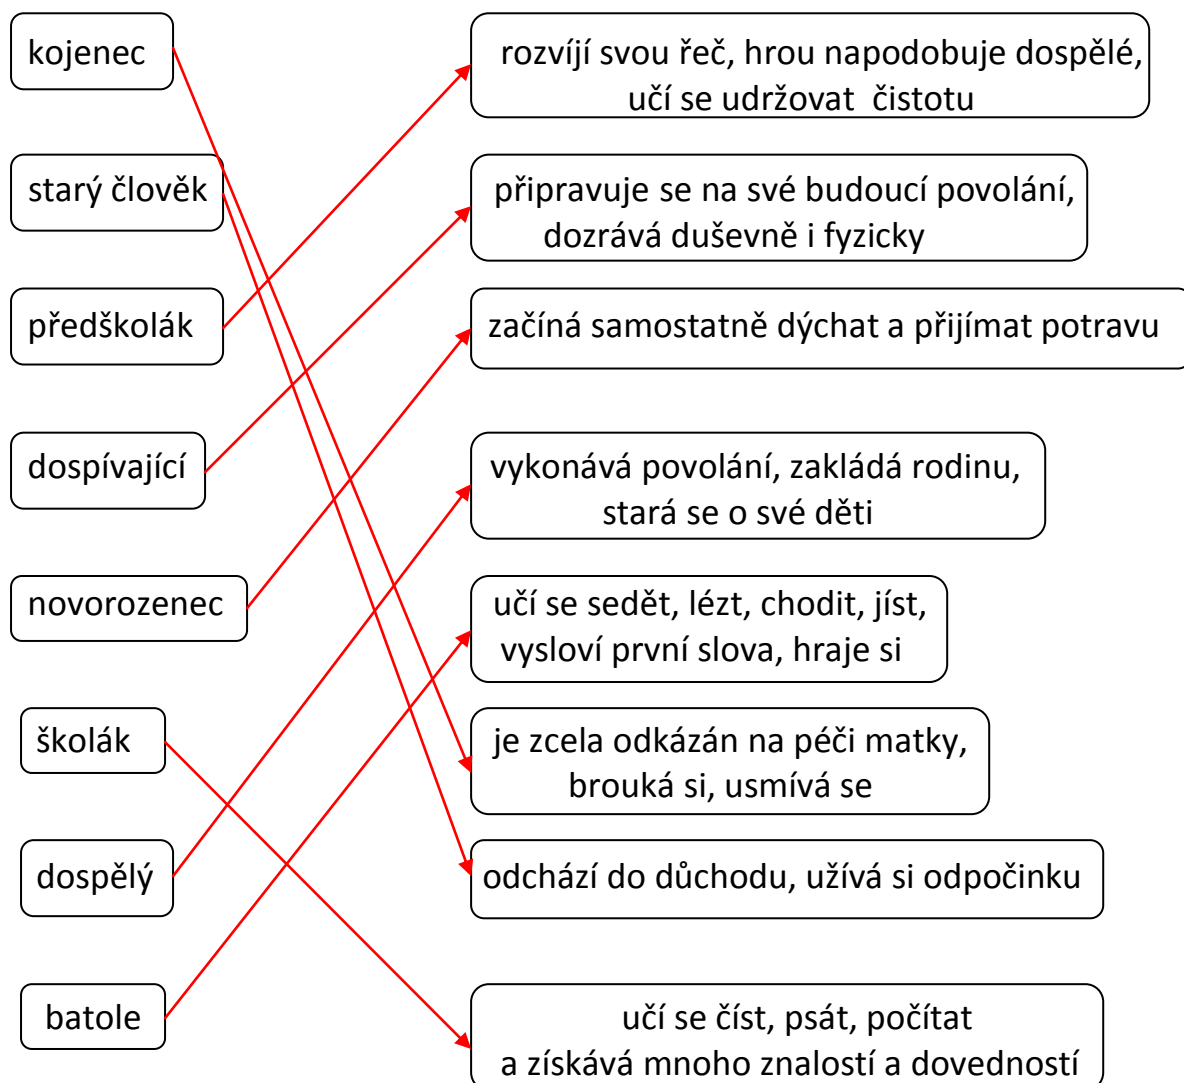 kojenec
rozvíjí svou řeč, hrou napodobuje dospělé,
učí se udržovat čistotu
starý člověk
připravuje se na své budoucí povolání,
dozrává duševně i fyzicky
předškolák
začíná samostatně dýchat a přijímat potravu
dospívající
vykonává povolání, zakládá rodinu,
stará se o své děti
novorozenec
učí se sedět, lézt, chodit, jíst,
vysloví první slova, hraje si
školák
je zcela odkázán na péči matky,
brouká si, usmívá se
dospělý
odchází do důchodu, užívá si odpočinku
batole
učí se číst, psát, počítat
a získává mnoho znalostí a dovedností